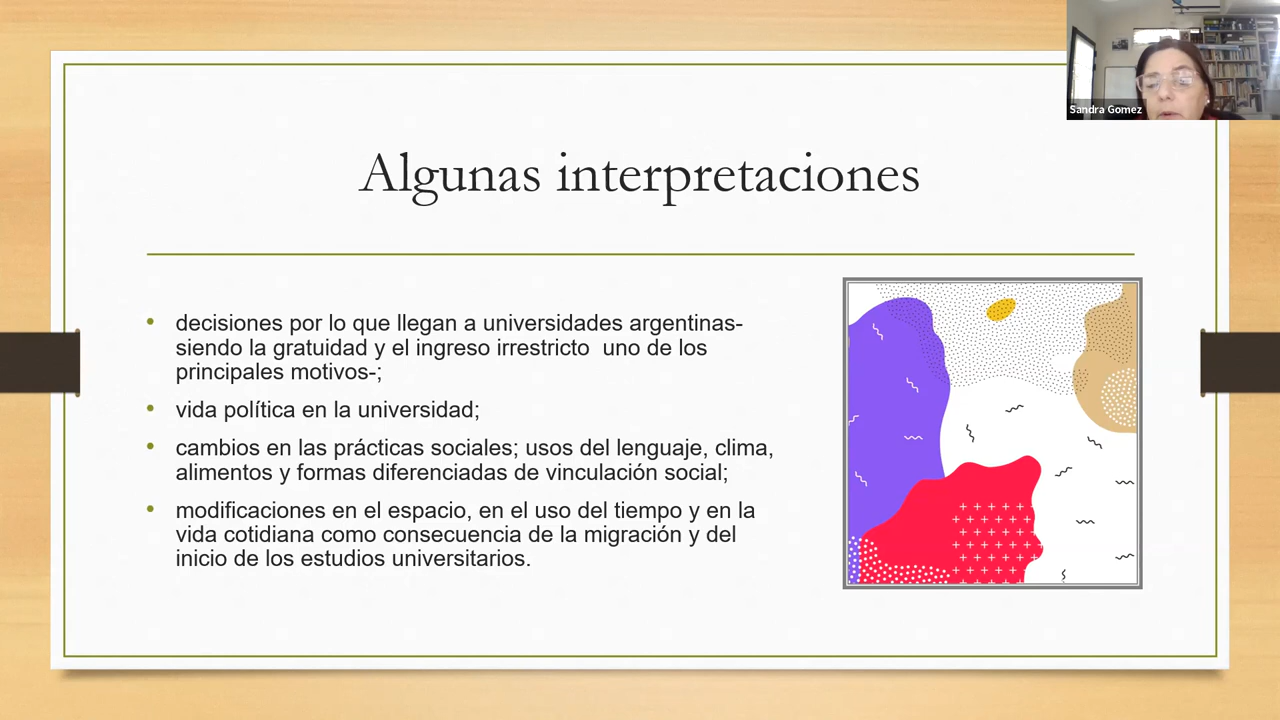 Sandra Gomez
Algunas interpretaciones
• decisiones por lo que llegan a universidades argentinas-
siendo la gratuidad y el ingreso irrestricto  uno de los
principales motivos-;
• vida política en la universidad;
• cambios en las prácticas sociales; usos del lenguaje, clima,
alimentos y formas diferenciadas de vinculación social;
• modificaciones en el espacio, en el uso del tiempo y en la
vida cotidiana como consecuencia de la migración y del
inicio de los estudios universitarios.